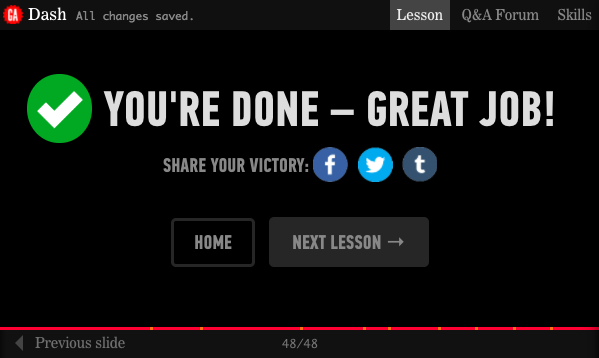 GA Dash All changes saved. Lesson Q&A Forum Skills
YOU'RE DONE – GREAT JOB!
SHARE YOUR VICTORY: f t
HOME NEXT LESSON →
Previous slide 48/48